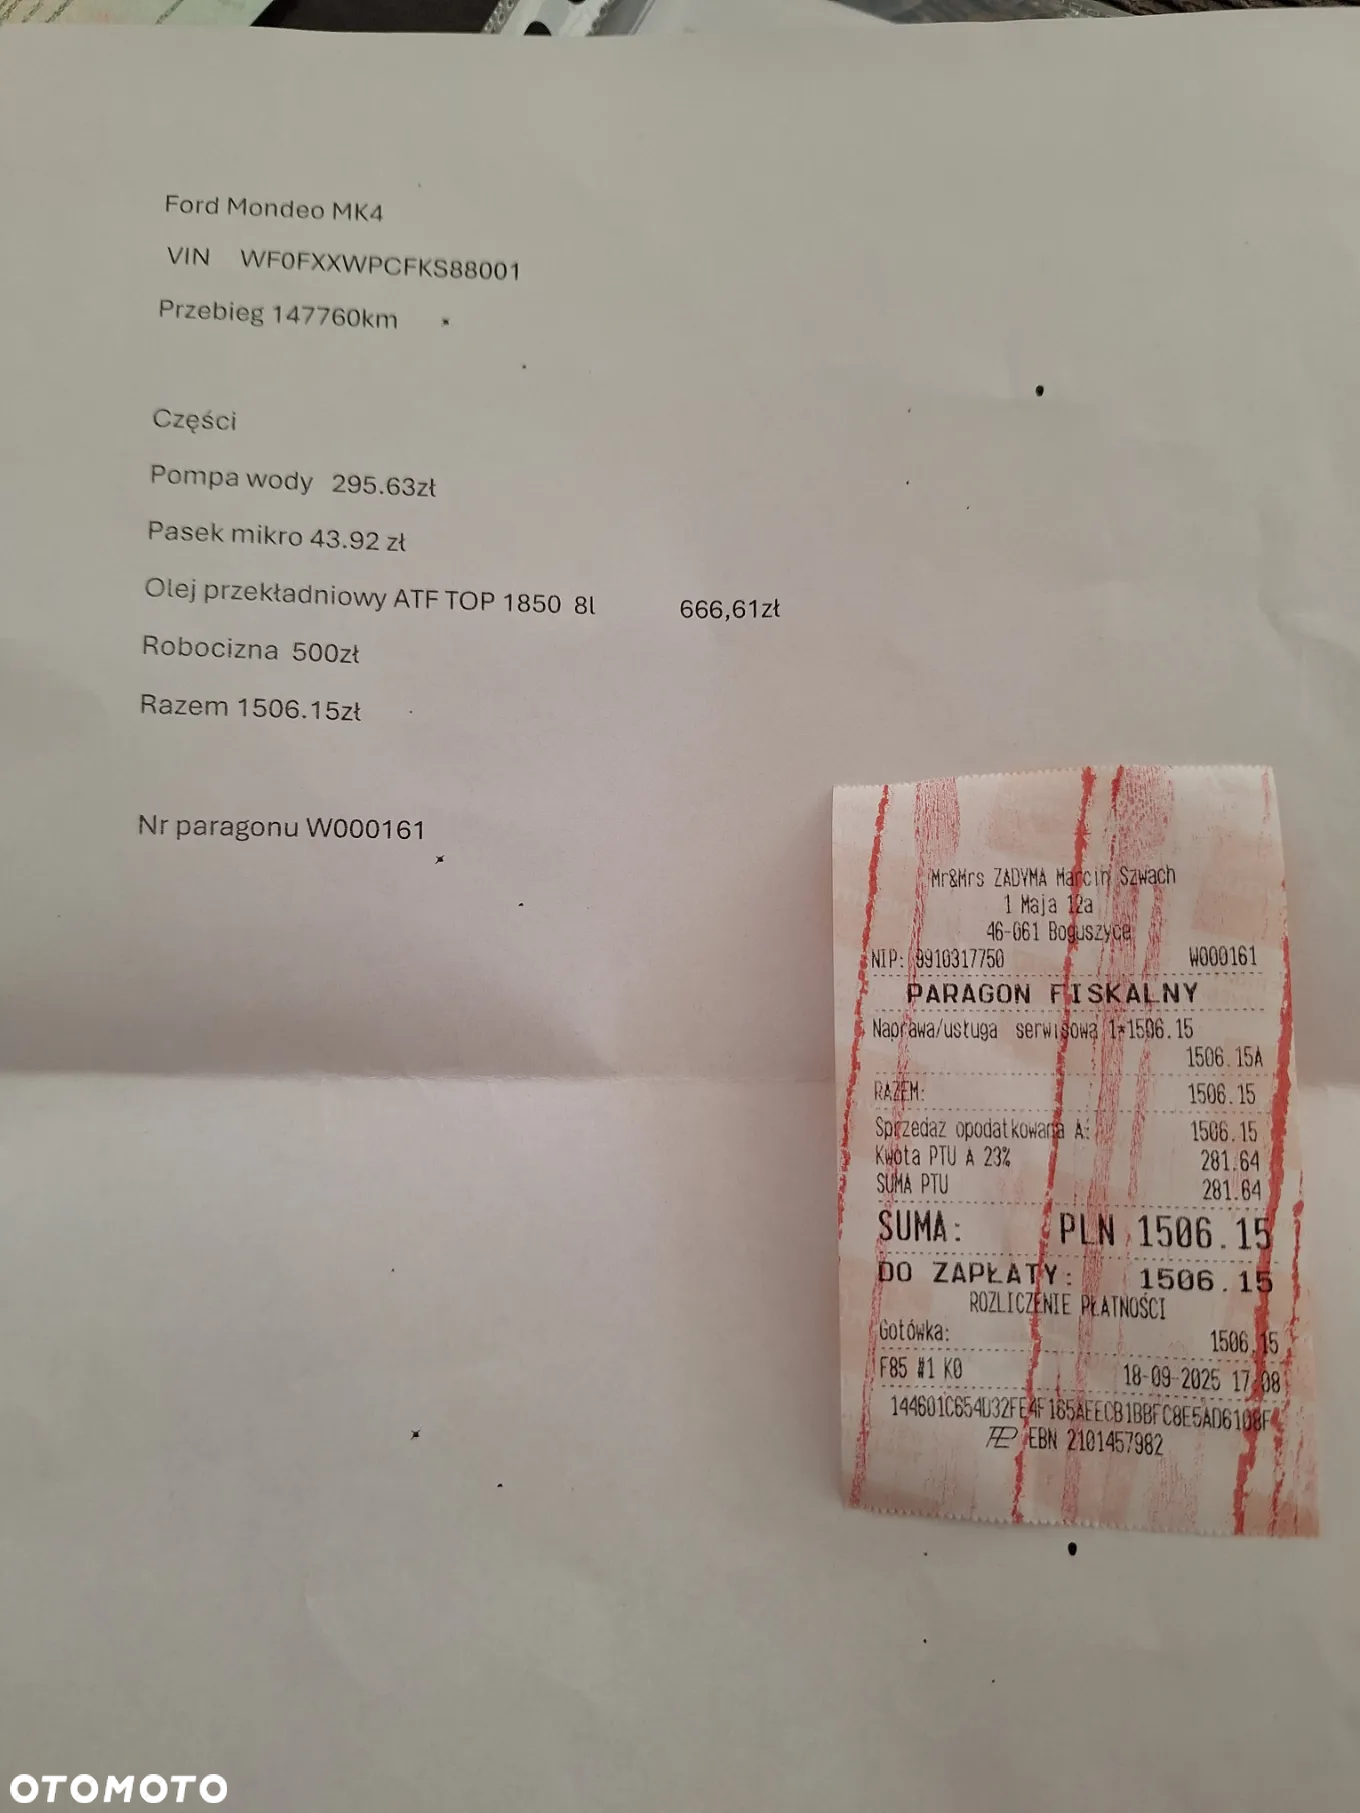 Ford Mondeo MK4
VIN WF0FXXWPCFKS88001
Przebieg 147760km
Części
Pompa wody 295.63zł
Pasek mikro 43.92 zł
Olej przekładniowy ATF TOP 1850 8l 666,61zł
Robocizna 500zł
Razem 1506.15zł
Nr paragonu W000161
Mr&Mrs ZADYMA Marcin Szwach
1 Maja 12a
46-061 Boguszyce
NIP: 9910317750 W000161
PARAGON FISKALNY
Naprawa/usługa serwisowa 1*1506.15
1506.15A
RAZEM: 1506.15
Sprzedaż opodatkowana A: 1506.15
Kwota PTU A 23% 281.64
SUMA PTU 281.64
SUMA: PLN 1506.15
DO ZAPŁATY: 1506.15
ROZLICZENIE PŁATNOŚCI
Gotówka: 1506.15
F85 #1 K0 18-09-2025 17:08
144601C654D32FE4F165AEECB1BBFC8E5AD6108F
EBN 2101457982
OTOMOTO